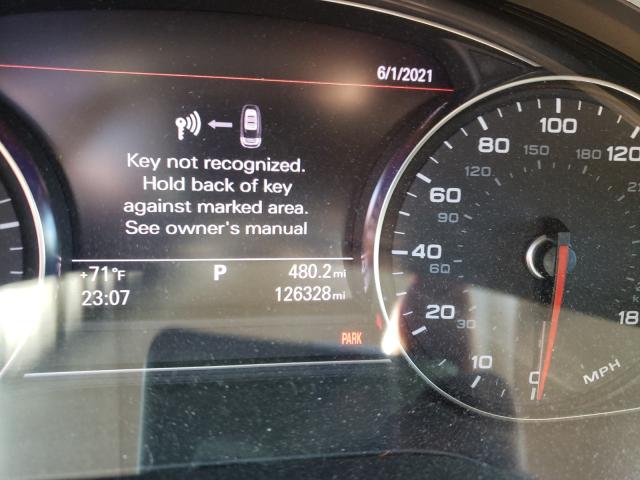 6/1/2021
Key not recognized.
Hold back of key
against marked area.
See owner's manual
+71°F P 480.2 mi
23:07 126328 mi
PARK
0 10 20 40 60 80 100 120 18
30 60 90 120 150 180 2
MPH